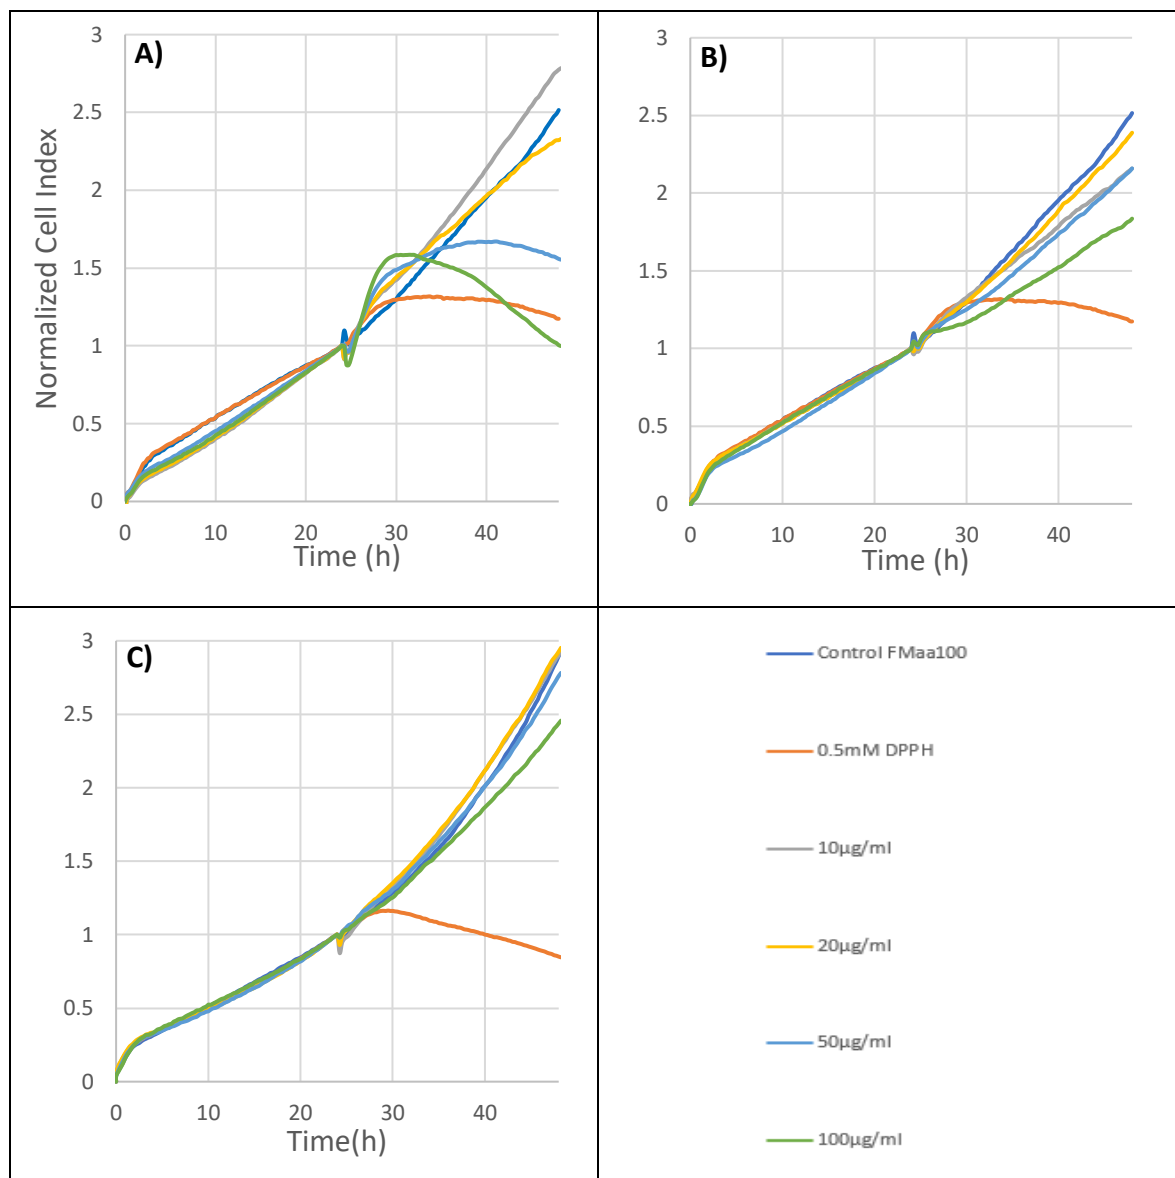 A)
3
2.5
2
1.5
1
0.5
0
Normalized Cell Index
0 10 20 30 40
Time (h)
B)
3
2.5
2
1.5
1
0.5
0
0 10 20 30 40
Time (h)
C)
3
2.5
2
1.5
1
0.5
0
0 10 20 30 40
Time(h)
Control FMaa100
0.5mM DPPH
10µg/ml
20µg/ml
50µg/ml
100µg/ml